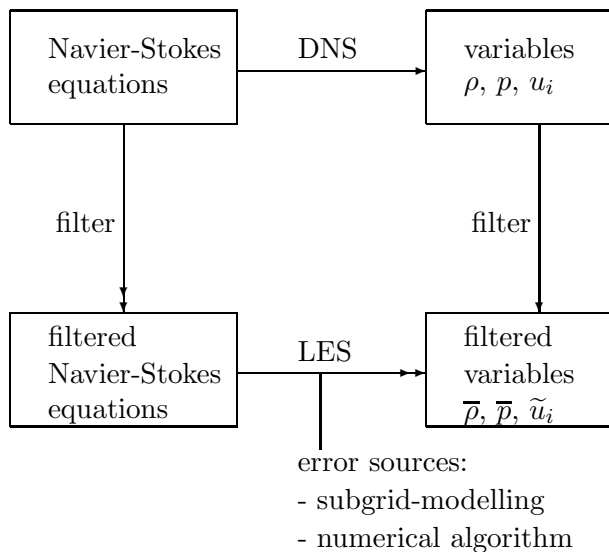 Navier-Stokes
equations
DNS
variables
ρ, p, u_i
filter
filter
filtered
Navier-Stokes
equations
LES
filtered
variables
ρ̅, p̅, ũ_i
error sources:
- subgrid-modelling
- numerical algorithm